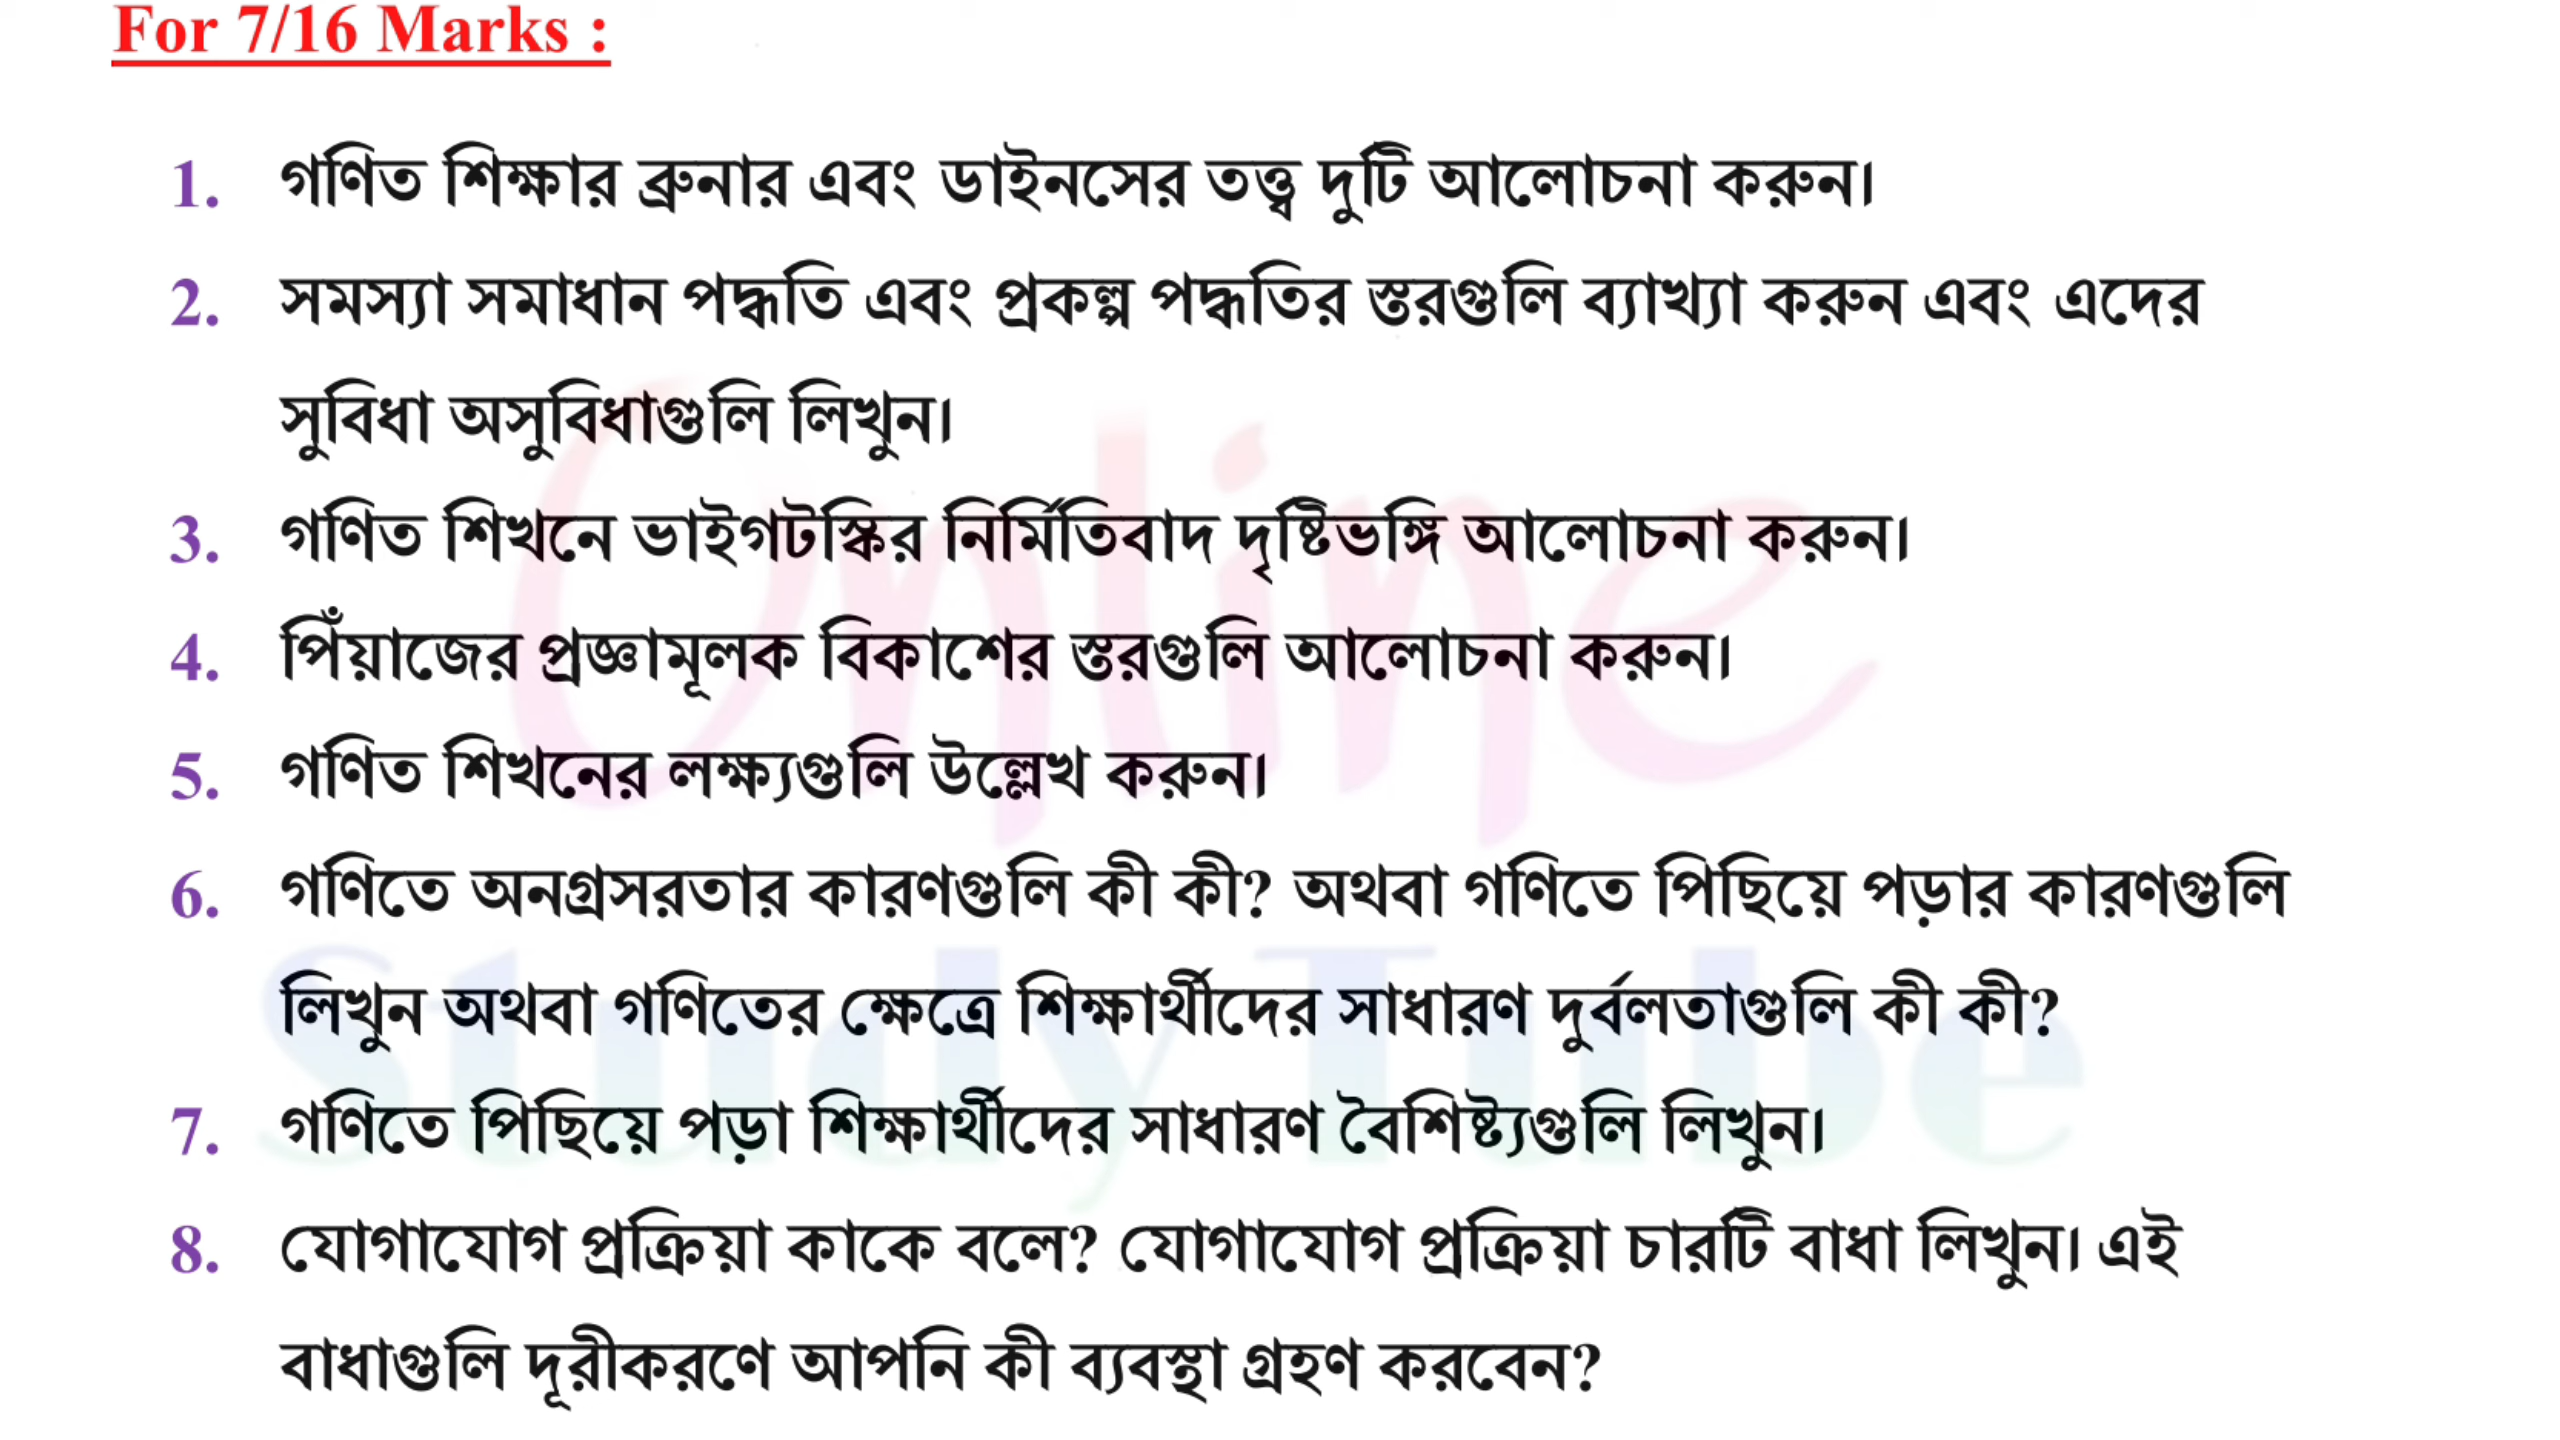 For 7/16 Marks :
1. গণিত শিক্ষার ব্রুনার এবং ডাইনসের তত্ত্ব দুটি আলোচনা করুন।
2. সমস্যা সমাধান পদ্ধতি এবং প্রকল্প পদ্ধতির স্তরগুলি ব্যাখ্যা করুন এবং এদের
সুবিধা অসুবিধাগুলি লিখুন।
3. গণিত শিখনে ভাইগটস্কির নির্মিতিবাদ দৃষ্টিভঙ্গি আলোচনা করুন।
4. পিঁয়াজের প্রজ্ঞামূলক বিকাশের স্তরগুলি আলোচনা করুন।
5. গণিত শিখনের লক্ষ্যগুলি উল্লেখ করুন।
6. গণিতে অনগ্রসরতার কারণগুলি কী কী? অথবা গণিতে পিছিয়ে পড়ার কারণগুলি
লিখুন অথবা গণিতের ক্ষেত্রে শিক্ষার্থীদের সাধারণ দুর্বলতাগুলি কী কী?
7. গণিতে পিছিয়ে পড়া শিক্ষার্থীদের সাধারণ বৈশিষ্ট্যগুলি লিখুন।
8. যোগাযোগ প্রক্রিয়া কাকে বলে? যোগাযোগ প্রক্রিয়া চারটি বাধা লিখুন। এই
বাধাগুলি দূরীকরণে আপনি কী ব্যবস্থা গ্রহণ করবেন?
Online
Study Tube